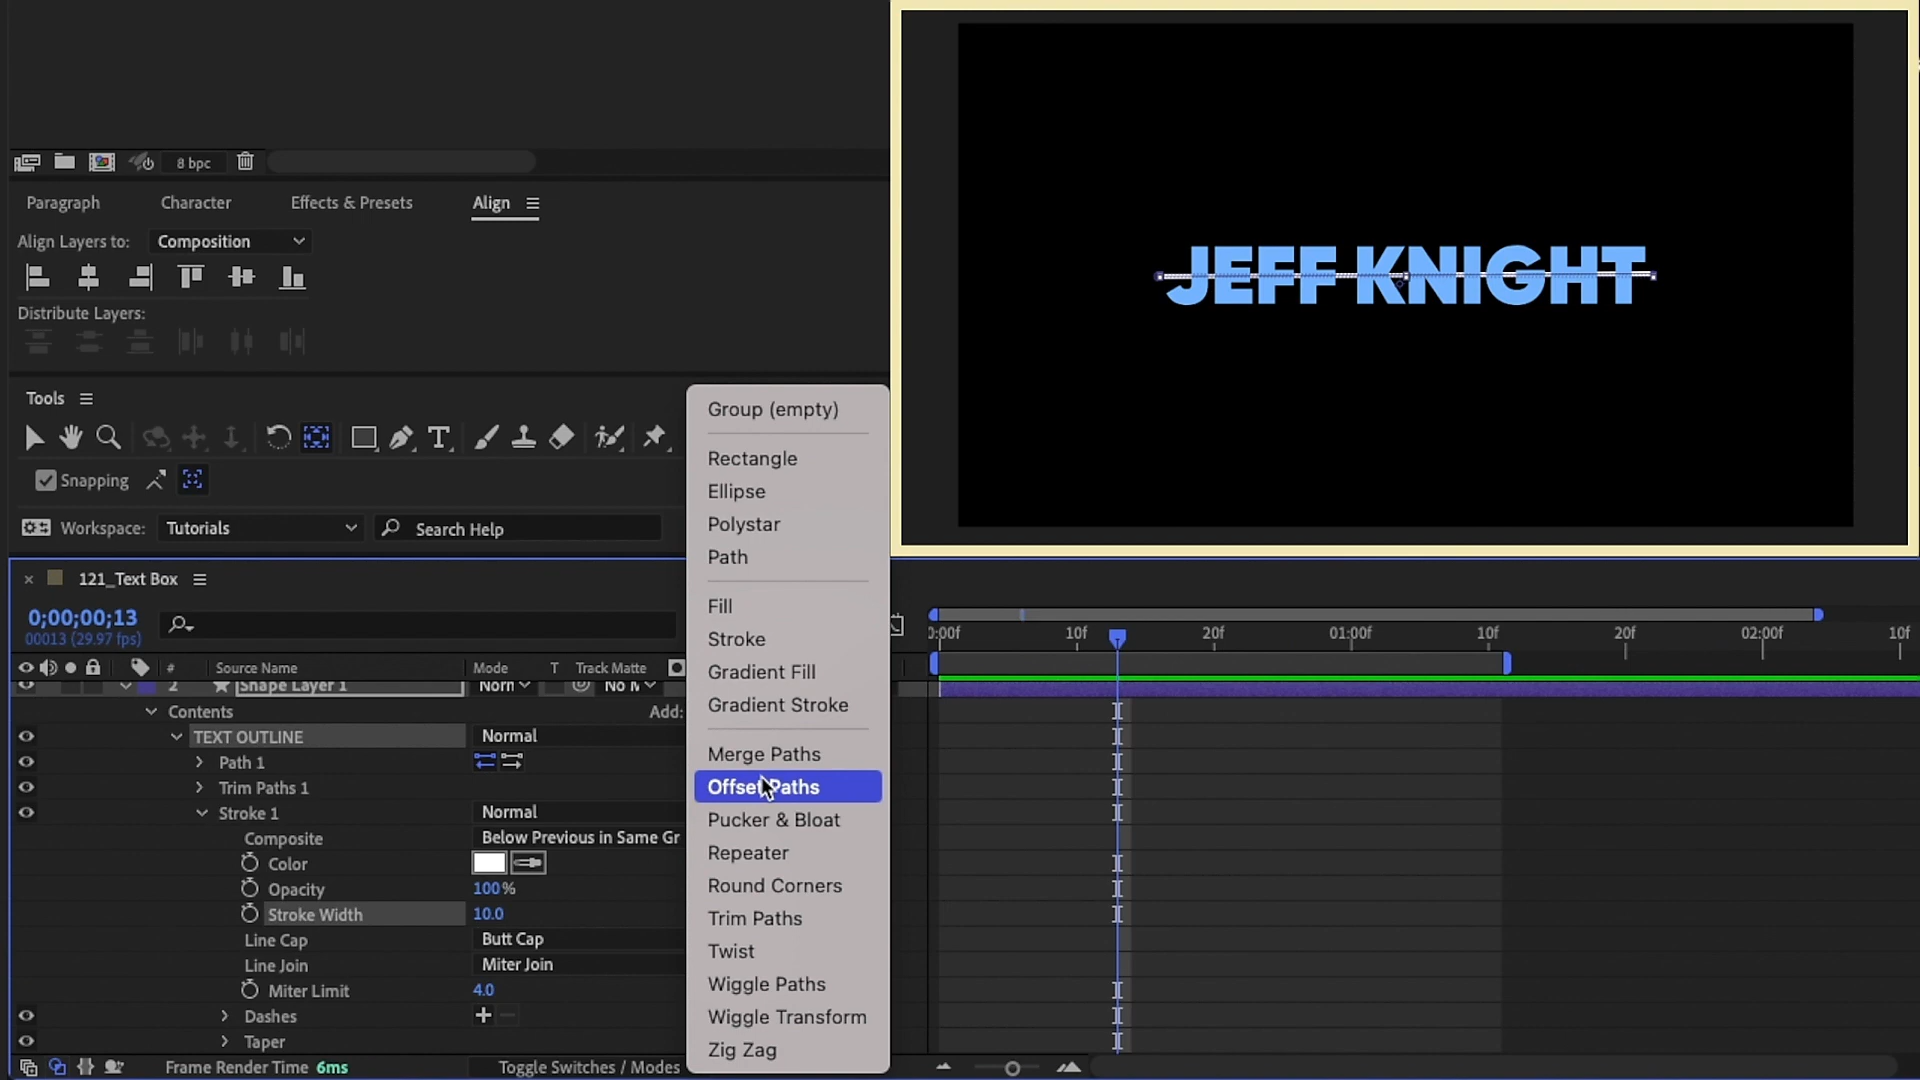 8 bpc
Paragraph Character Effects & Presets Align
Align Layers to: Composition
Distribute Layers:
JEFF KNIGHT
Tools
Snapping
Workspace: Tutorials Search Help
Group (empty)
Rectangle
Ellipse
Polystar
Path
Fill
Stroke
Gradient Fill
Gradient Stroke
Merge Paths
Offset Paths
Pucker & Bloat
Repeater
Round Corners
Trim Paths
Twist
Wiggle Paths
Wiggle Transform
Zig Zag
× 121_Text Box
0;00;00;13
00013 (29.97 fps)
:00f 10f 20f 01:00f 10f 20f 02:00f 10f
# Source Name Mode T Track Matte
2 Shape Layer 1 Norn No M
Contents Add:
TEXT OUTLINE Normal
Path 1
Trim Paths 1
Stroke 1 Normal
Composite Below Previous in Same Gr
Color
Opacity 100%
Stroke Width 10.0
Line Cap Butt Cap
Line Join Miter Join
Miter Limit 4.0
Dashes
Taper
Frame Render Time 6ms Toggle Switches / Modes